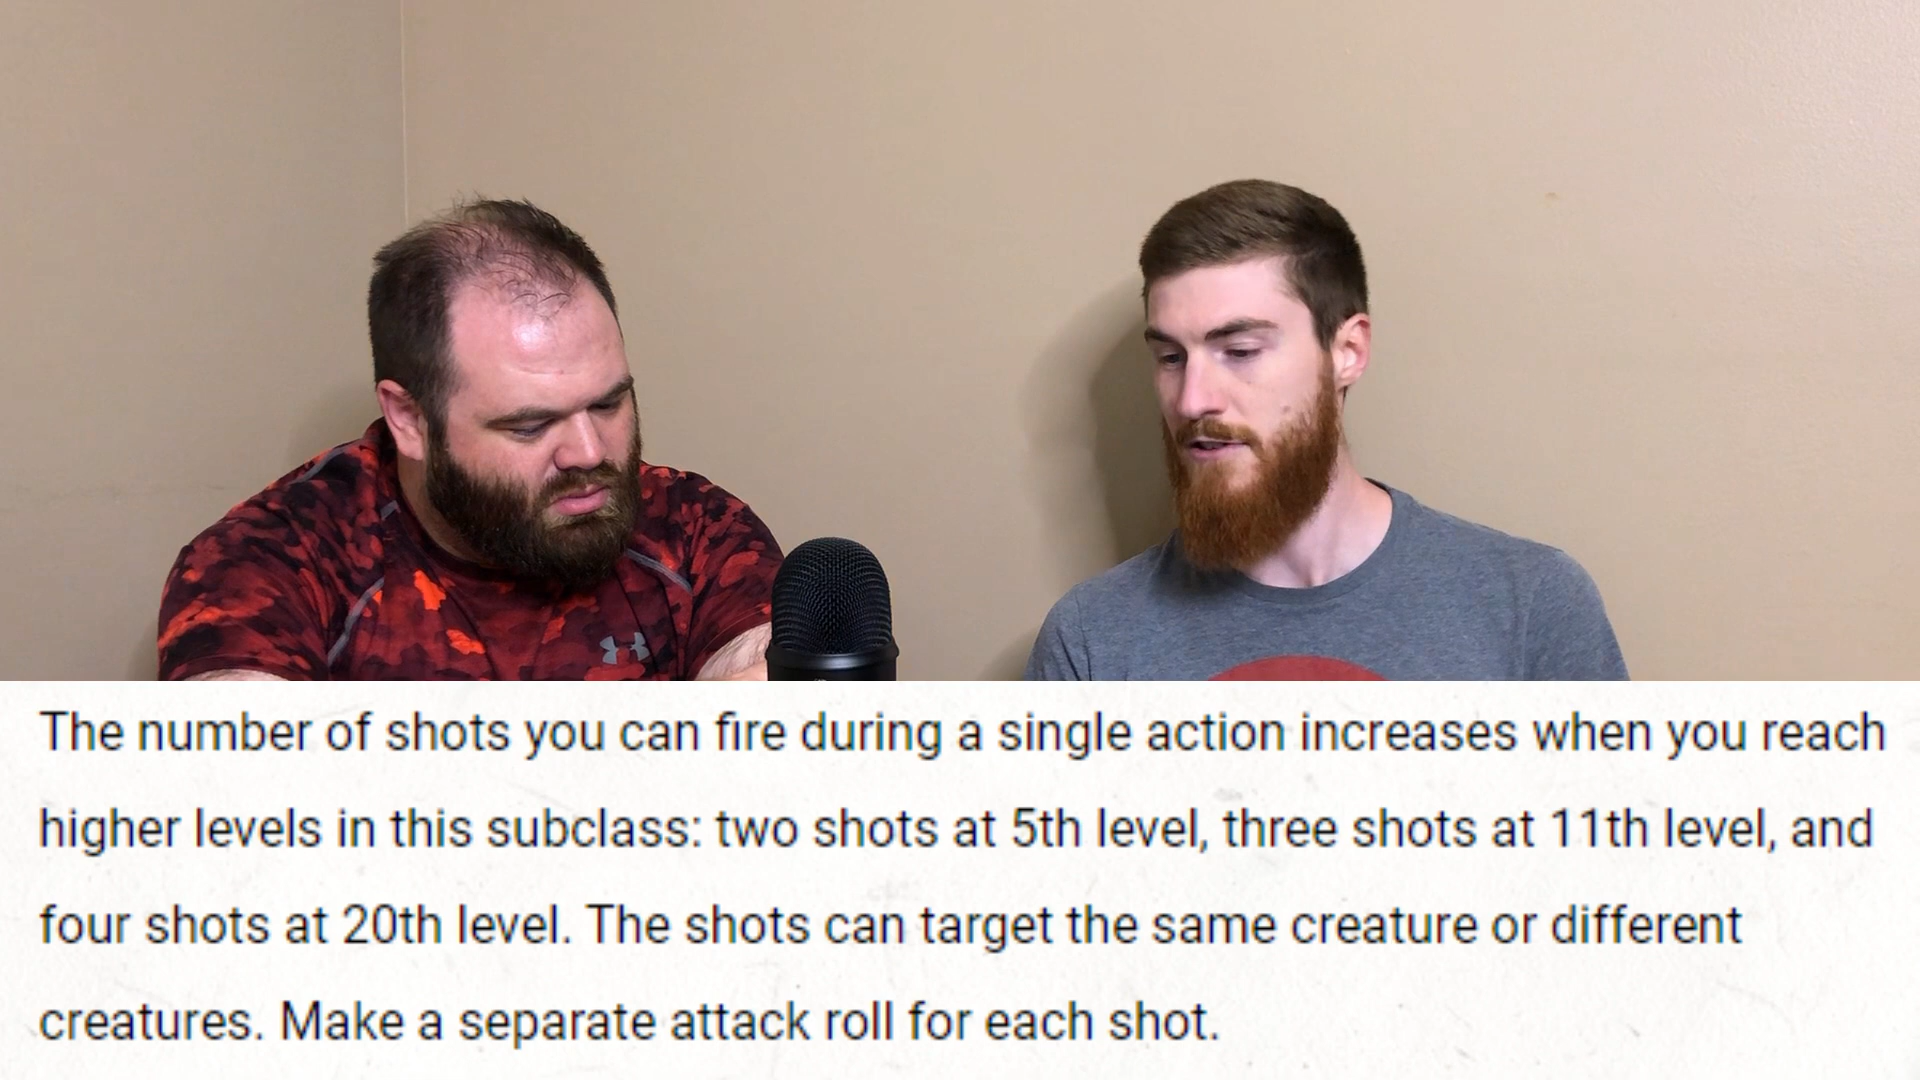 The number of shots you can fire during a single action increases when you reach
higher levels in this subclass: two shots at 5th level, three shots at 11th level, and
four shots at 20th level. The shots can target the same creature or different
creatures. Make a separate attack roll for each shot.